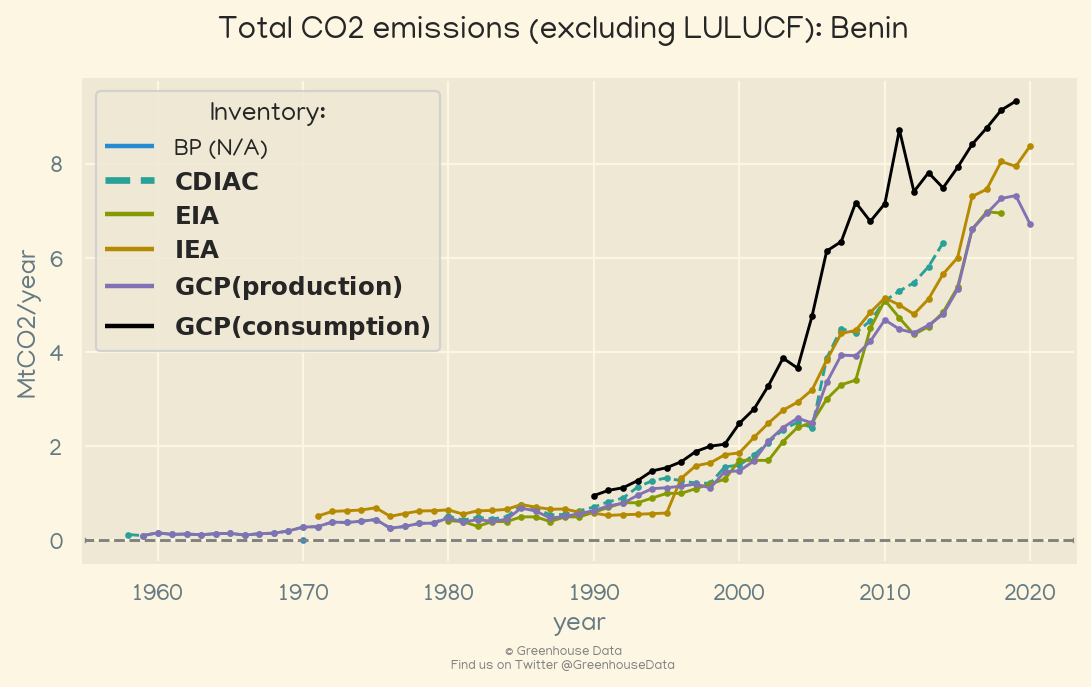 Total CO2 emissions (excluding LULUCF): Benin
Inventory:
BP (N/A)
CDIAC
EIA
IEA
GCP(production)
GCP(consumption)
MtCO2/year
8
6
4
2
0
1960 1970 1980 1990 2000 2010 2020
year
© Greenhouse Data
Find us on Twitter @GreenhouseData